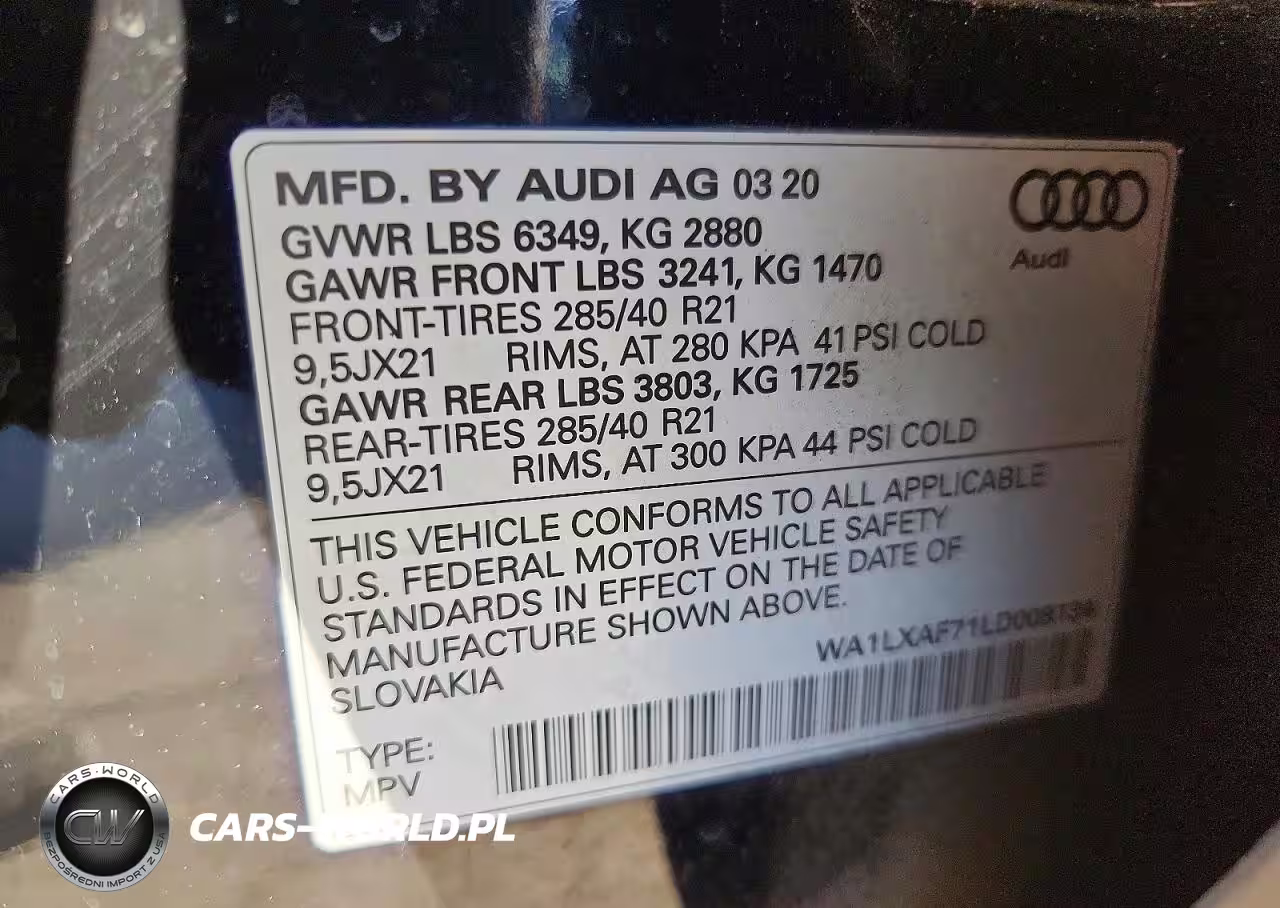 MFD. BY AUDI AG 03 20
GVWR LBS 6349, KG 2880
GAWR FRONT LBS 3241, KG 1470
FRONT-TIRES 285/40 R21
9,5JX21 RIMS, AT 280 KPA 41 PSI COLD
GAWR REAR LBS 3803, KG 1725
REAR-TIRES 285/40 R21
9,5JX21 RIMS, AT 300 KPA 44 PSI COLD
Audi
THIS VEHICLE CONFORMS TO ALL APPLICABLE
U.S. FEDERAL MOTOR VEHICLE SAFETY
STANDARDS IN EFFECT ON THE DATE OF
MANUFACTURE SHOWN ABOVE.
SLOVAKIA
TYPE:
MPV
CARS-WORLD
CW
BEZPOŚREDNI IMPORT Z USA
CARS-WORLD.PL